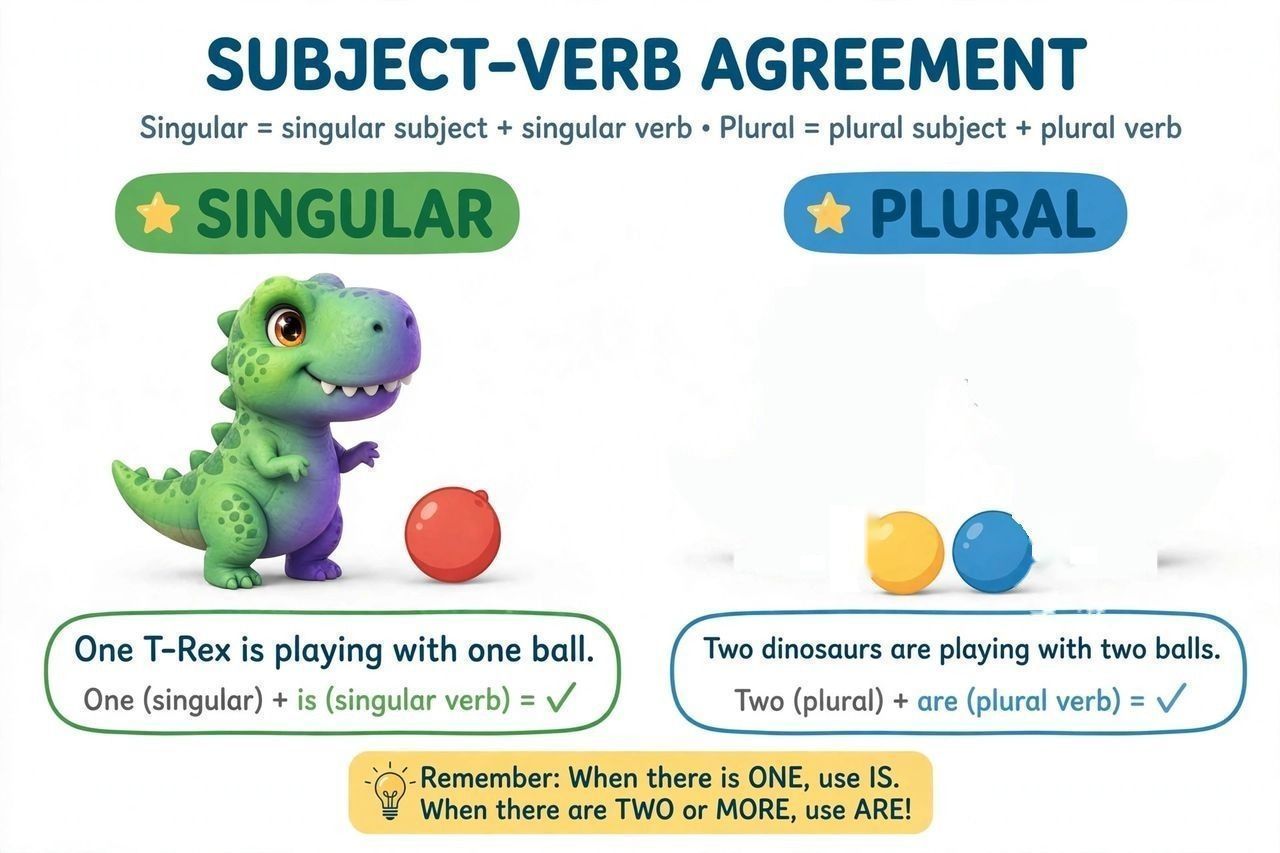 SUBJECT-VERB AGREEMENT
Singular = singular subject + singular verb • Plural = plural subject + plural verb
SINGULAR
PLURAL
One T-Rex is playing with one ball.
One (singular) + is (singular verb) = ✓
Two dinosaurs are playing with two balls.
Two (plural) + are (plural verb) = ✓
Remember: When there is ONE, use IS.
When there are TWO or MORE, use ARE!